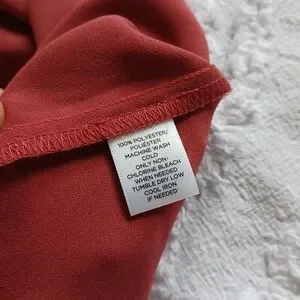 100% POLYESTER/
POLIÉSTER
MACHINE WASH
COLD
ONLY NON-
CHLORINE BLEACH
WHEN NEEDED
TUMBLE DRY LOW
COOL IRON
IF NEEDED